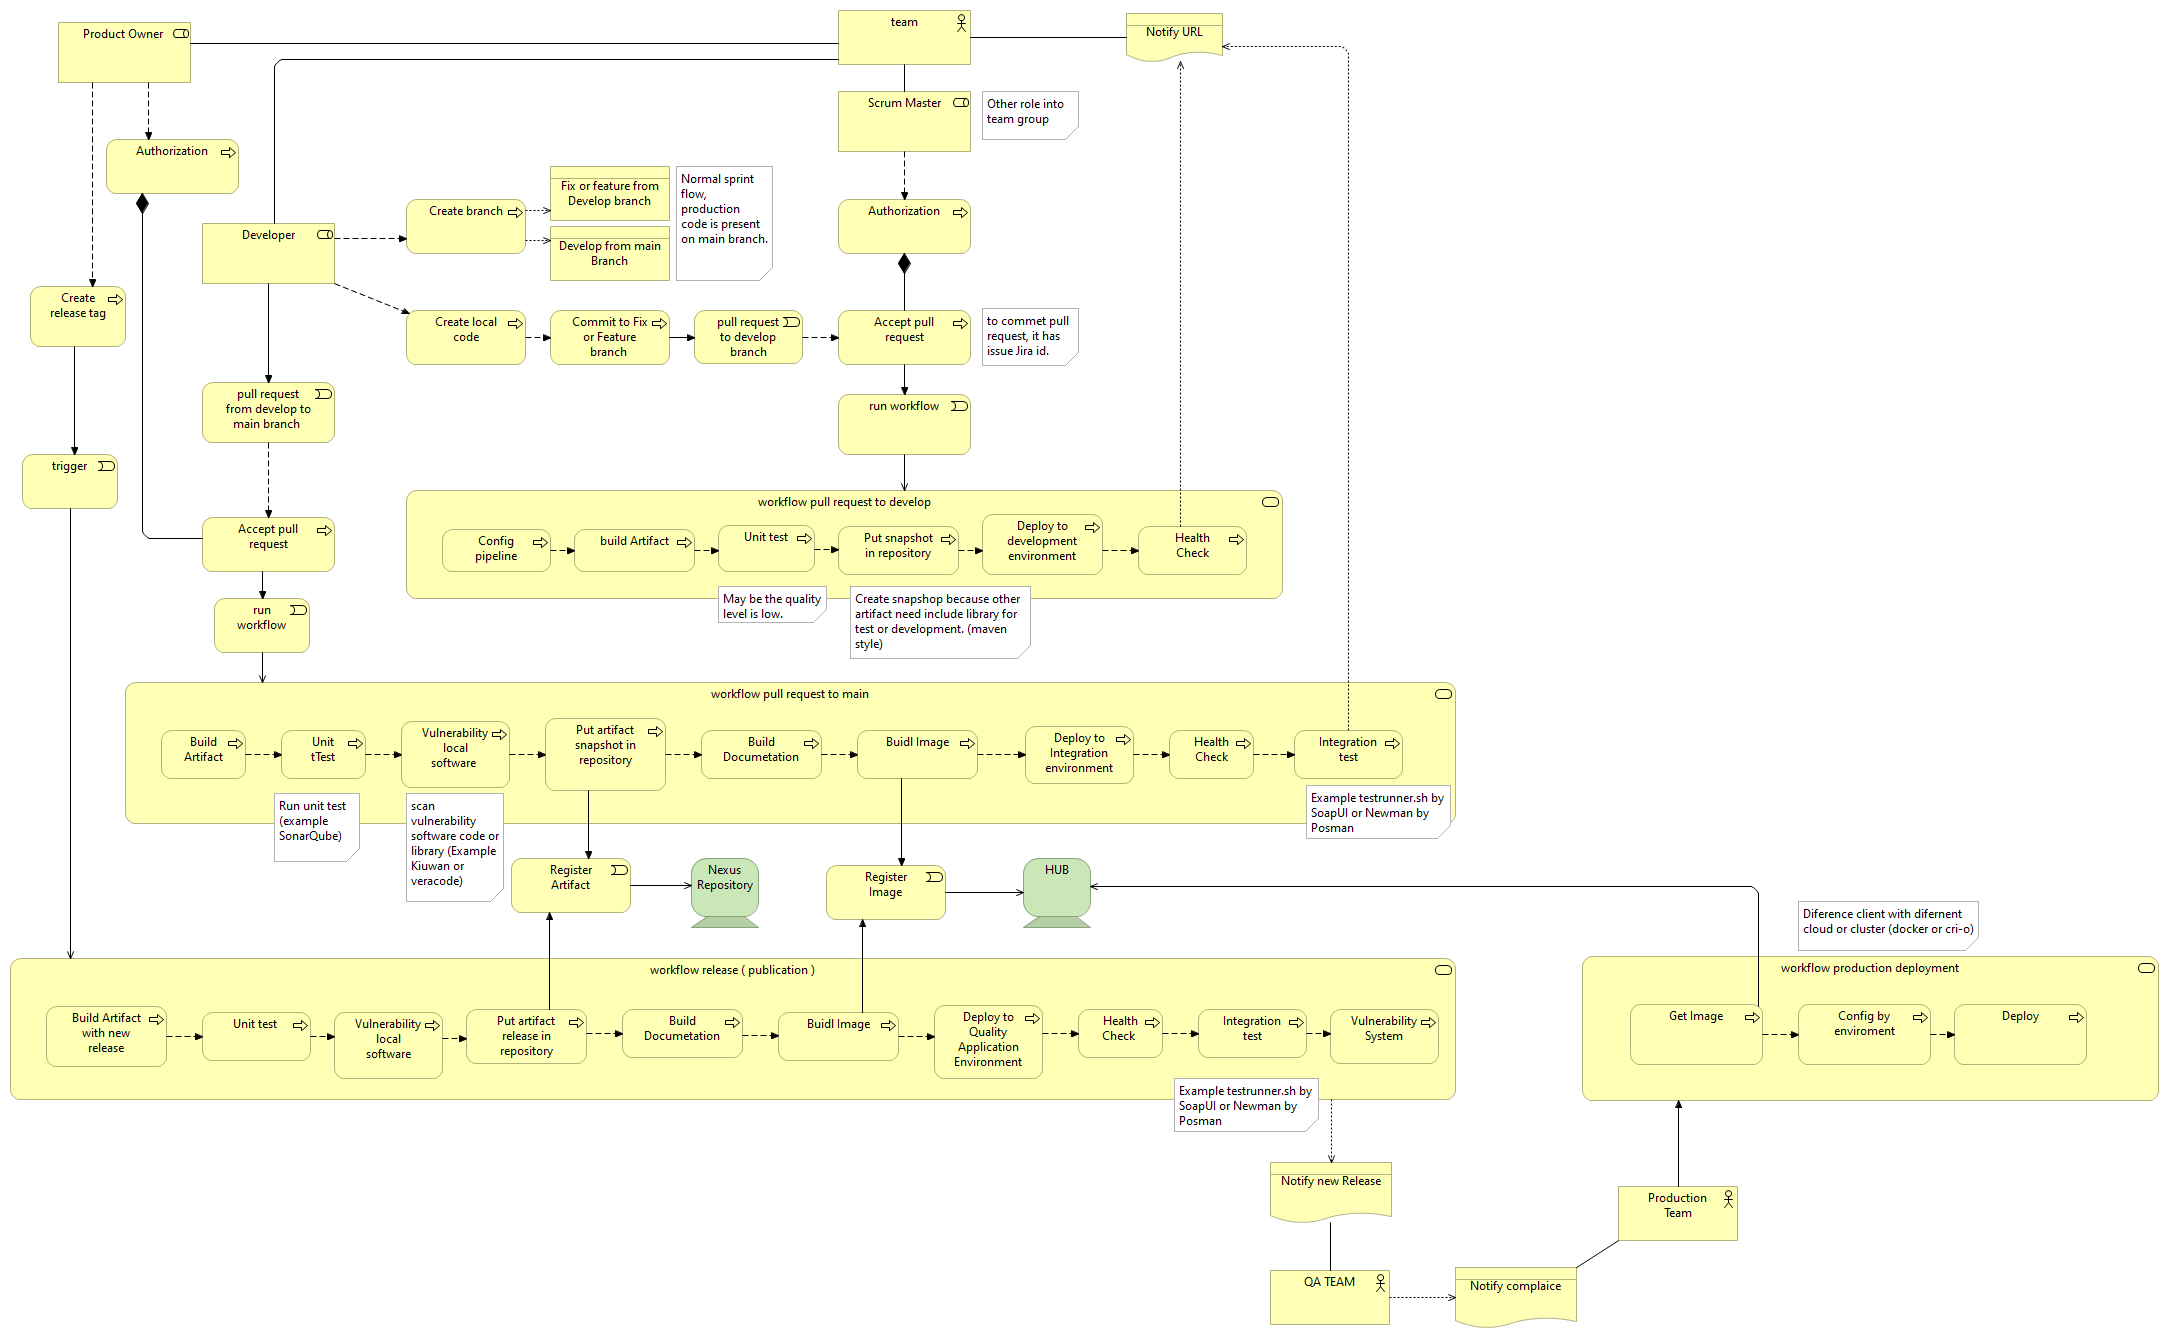 Product Owner
team
Notify URL
Scrum Master
Other role into
team group
Authorization
Fix or feature from
Develop branch
Normal sprint
flow,
production
code is present
on main branch.
Create branch
Authorization
Developer
Develop from main
Branch
Create
release tag
Create local
code
Commit to Fix
or Feature
branch
pull request
to develop
branch
Accept pull
request
to commet pull
request, it has
issue Jira id.
pull request
from develop to
main branch
run workflow
trigger
workflow pull request to develop
Accept pull
request
Config
pipeline
build Artifact
Unit test
Put snapshot
in repository
Deploy to
development
environment
Health
Check
May be the quality
level is low.
Create snapshop because other
artifact need include library for
test or development. (maven
style)
run
workflow
workflow pull request to main
Build
Artifact
Unit
tTest
Vulnerability
local
software
Put artifact
snapshot in
repository
Build
Documetation
Buidl Image
Deploy to
Integration
environment
Health
Check
Integration
test
Run unit test
(example
SonarQube)
scan
vulnerability
software code or
library (Example
Kiuwan or
veracode)
Example testrunner.sh by
SoapUI or Newman by
Posman
Register
Artifact
Nexus
Repository
Register
Image
HUB
Diference client with difernent
cloud or cluster (docker or cri-o)
workflow release ( publication )
workflow production deployment
Build Artifact
with new
release
Unit test
Vulnerability
local
software
Put artifact
release in
repository
Build
Documetation
Buidl Image
Deploy to
Quality
Application
Environment
Health
Check
Integration
test
Vulnerability
System
Get Image
Config by
enviroment
Deploy
Example testrunner.sh by
SoapUI or Newman by
Posman
Notify new Release
Production
Team
QA TEAM
Notify complaice